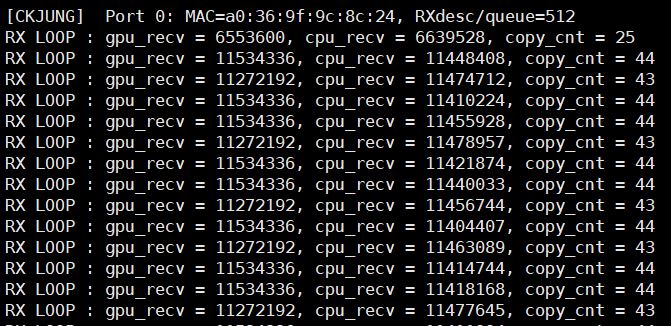 [CKJUNG]  Port 0: MAC=a0:36:9f:9c:8c:24, RXdesc/queue=512
RX LOOP : gpu_recv = 6553600, cpu_recv = 6639528, copy_cnt = 25
RX LOOP : gpu_recv = 11534336, cpu_recv = 11448408, copy_cnt = 44
RX LOOP : gpu_recv = 11272192, cpu_recv = 11474712, copy_cnt = 43
RX LOOP : gpu_recv = 11534336, cpu_recv = 11410224, copy_cnt = 44
RX LOOP : gpu_recv = 11534336, cpu_recv = 11455928, copy_cnt = 44
RX LOOP : gpu_recv = 11272192, cpu_recv = 11478957, copy_cnt = 43
RX LOOP : gpu_recv = 11534336, cpu_recv = 11421874, copy_cnt = 44
RX LOOP : gpu_recv = 11534336, cpu_recv = 11440033, copy_cnt = 44
RX LOOP : gpu_recv = 11272192, cpu_recv = 11456744, copy_cnt = 43
RX LOOP : gpu_recv = 11534336, cpu_recv = 11404407, copy_cnt = 44
RX LOOP : gpu_recv = 11272192, cpu_recv = 11463089, copy_cnt = 43
RX LOOP : gpu_recv = 11534336, cpu_recv = 11414744, copy_cnt = 44
RX LOOP : gpu_recv = 11534336, cpu_recv = 11418168, copy_cnt = 44
RX LOOP : gpu_recv = 11272192, cpu_recv = 11477645, copy_cnt = 43